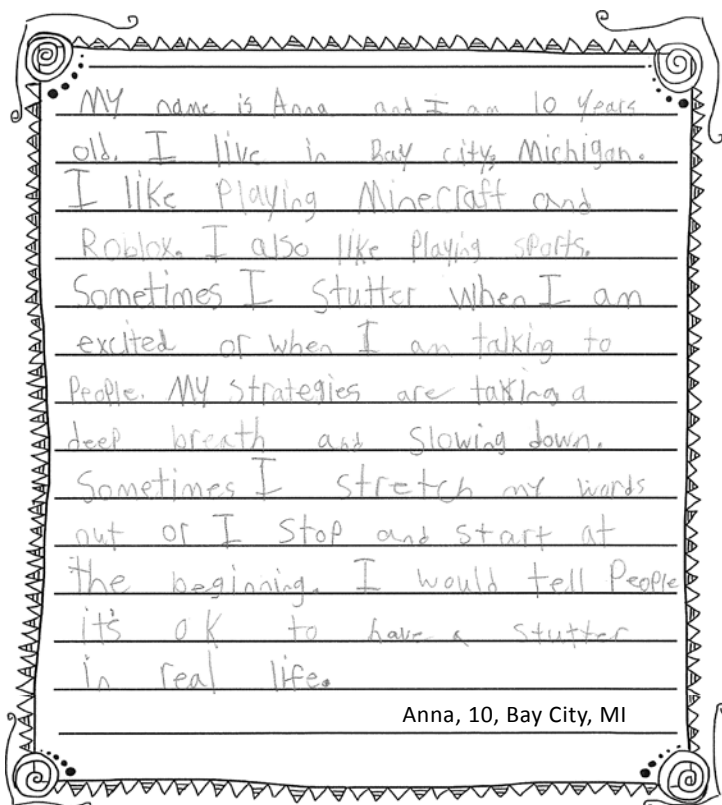 MY name is Anna and I am 10 Years
old. I live in Bay city, Michigan.
I like Playing Minecraft and
Roblox. I also like Playing sports.
Sometimes I stutter when I am
excited or when I am talking to
People. MY strategies are taking a
deep breath and slowing down.
Sometimes I stretch my words
out or I stop and start at
the beginning. I would tell People
it's OK to have a stutter
in real life.
Anna, 10, Bay City, MI